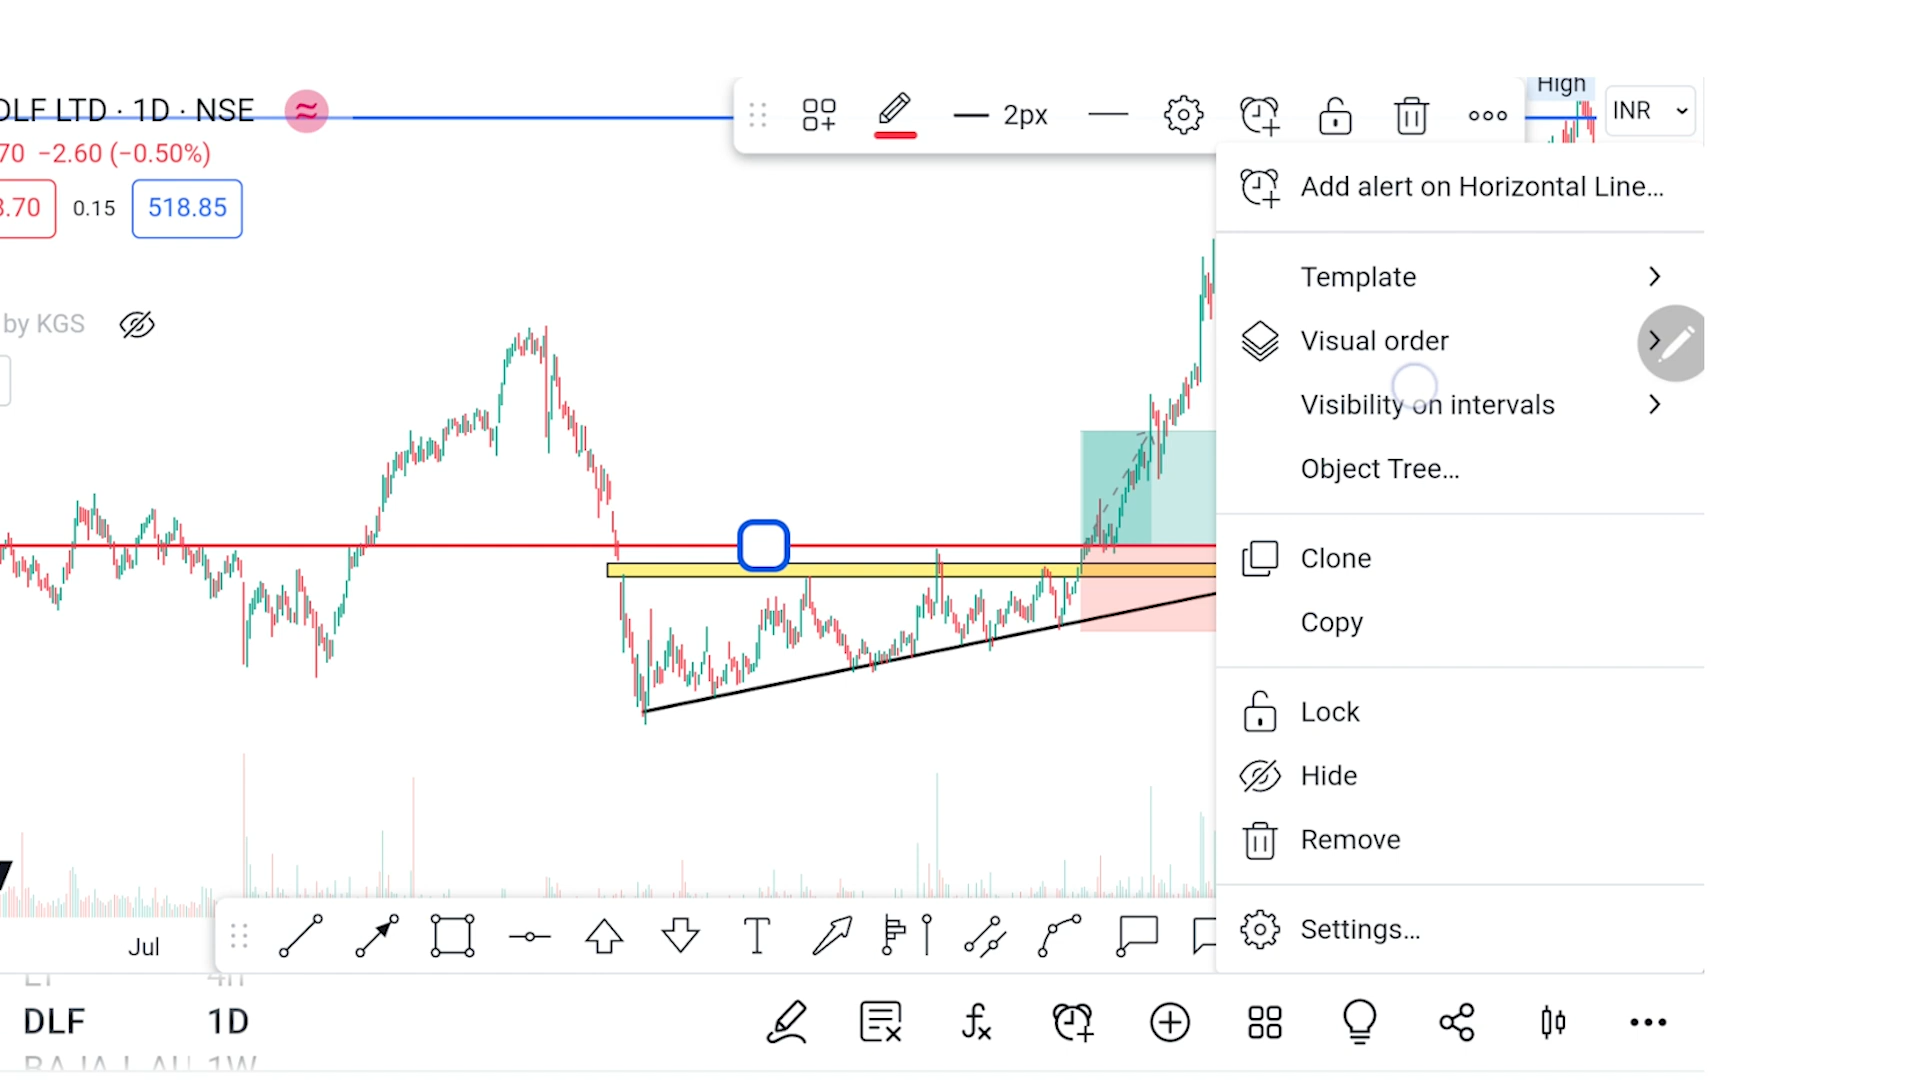 High
DLF LTD · 1D · NSE
2px
INR
70 −2.60 (−0.50%)
3.70
0.15
518.85
Add alert on Horizontal Line...
Template
by KGS
Visual order
Visibility on intervals
Object Tree...
Clone
Copy
Lock
Hide
Remove
Settings...
Jul
T
DLF 1D
1W